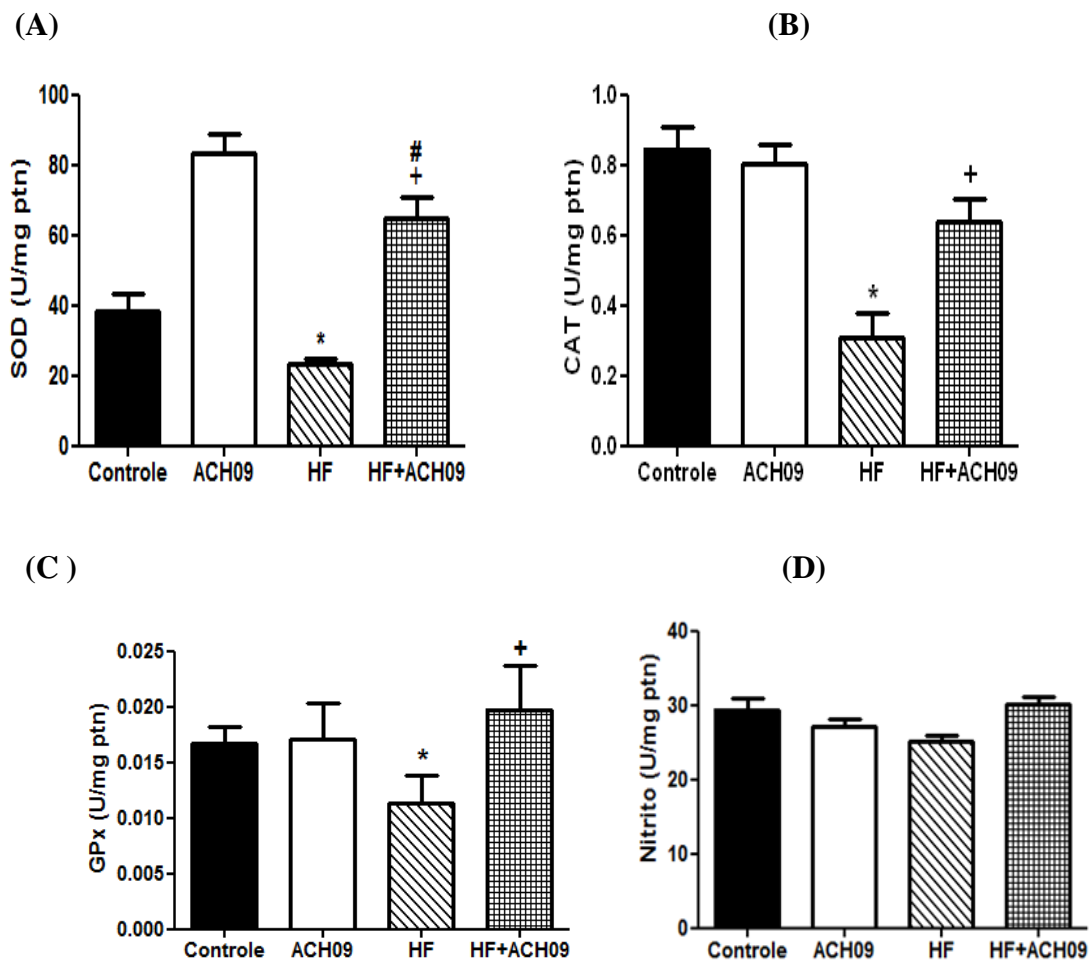 (A)
SOD (U/mg ptn)
100
80
60
40
20
0
*
#
+
Controle ACH09 HF HF+ACH09
(B)
CAT (U/mg ptn)
1.0
0.8
0.6
0.4
0.2
0.0
*
+
Controle ACH09 HF HF+ACH09
(C )
GPx (U/mg ptn)
0.025
0.020
0.015
0.010
0.005
0.000
*
+
Controle ACH09 HF HF+ACH09
(D)
Nitrito (U/mg ptn)
40
30
20
10
0
Controle ACH09 HF HF+ACH09